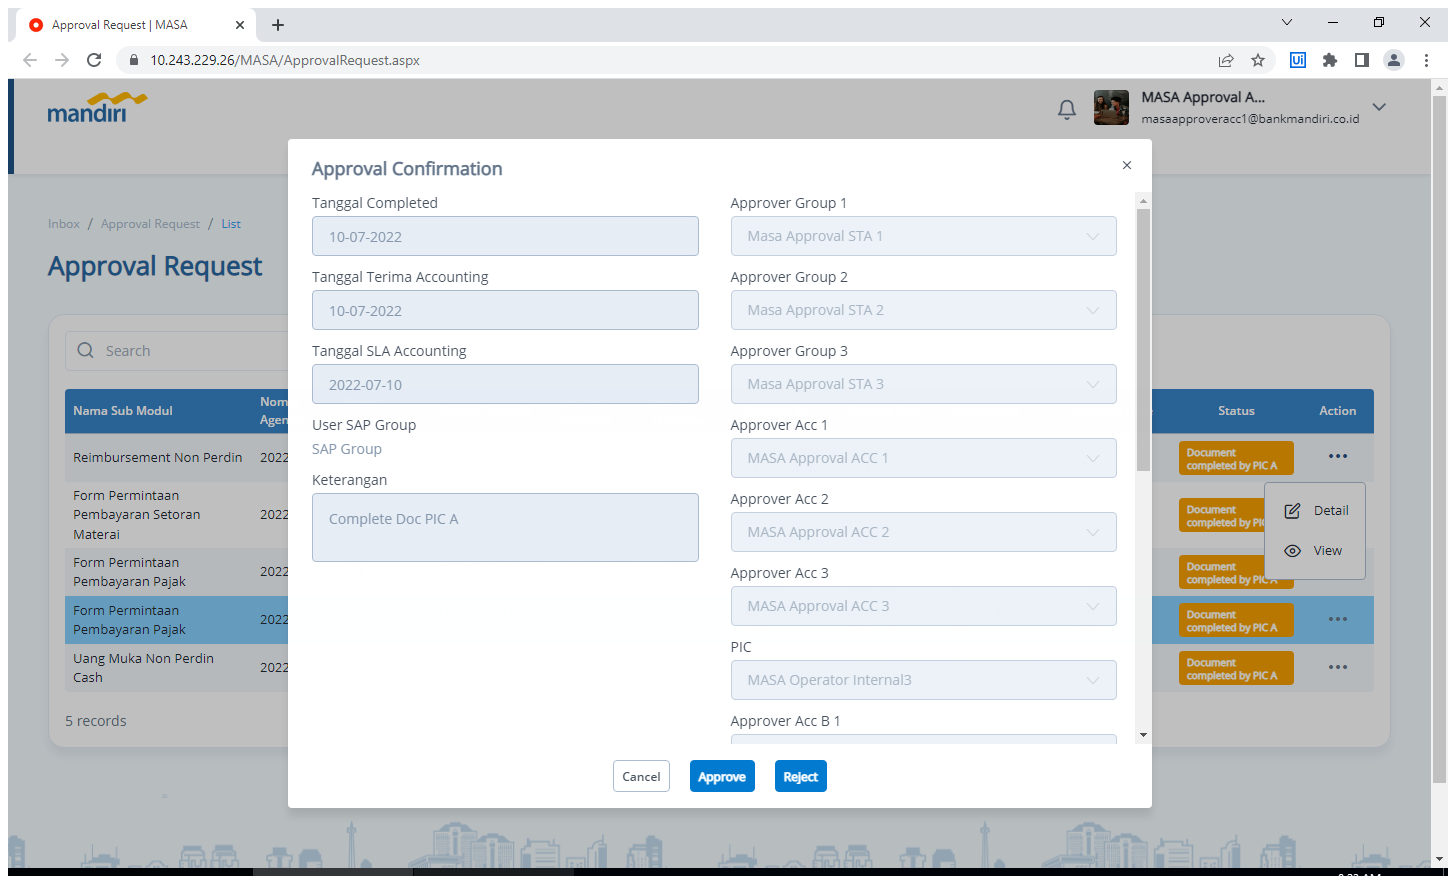 Approval Request | MASA
10.243.229.26/MASA/ApprovalRequest.aspx
mandiri
MASA Approval A...
masaapproveracc1@bankmandiri.co.id
Inbox / Approval Request / List
Approval Request
Search
Nama Sub Modul
Nom
Agen
Status
Action
Reimbursement Non Perdin
2022
Document
completed by PIC A
Form Permintaan
Pembayaran Setoran
Materai
2022
Document
completed by PIC
Form Permintaan
Pembayaran Pajak
2022
Document
completed by PIC A
Form Permintaan
Pembayaran Pajak
2022
Document
completed by PIC A
Uang Muka Non Perdin
Cash
2022
Document
completed by PIC A
5 records
Detail
View
Approval Confirmation
Tanggal Completed
10-07-2022
Tanggal Terima Accounting
10-07-2022
Tanggal SLA Accounting
2022-07-10
User SAP Group
SAP Group
Keterangan
Complete Doc PIC A
Approver Group 1
Masa Approval STA 1
Approver Group 2
Masa Approval STA 2
Approver Group 3
Masa Approval STA 3
Approver Acc 1
MASA Approval ACC 1
Approver Acc 2
MASA Approval ACC 2
Approver Acc 3
MASA Approval ACC 3
PIC
MASA Operator Internal3
Approver Acc B 1
Cancel
Approve
Reject